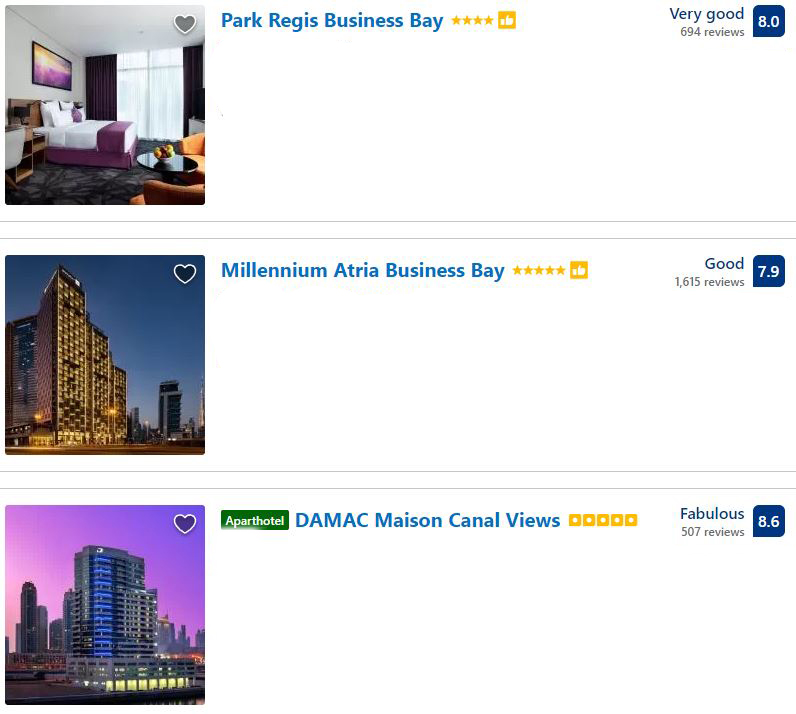 Park Regis Business Bay
Very good
694 reviews
8.0
Millennium Atria Business Bay
Good
1,615 reviews
7.9
Aparthotel DAMAC Maison Canal Views
Fabulous
507 reviews
8.6